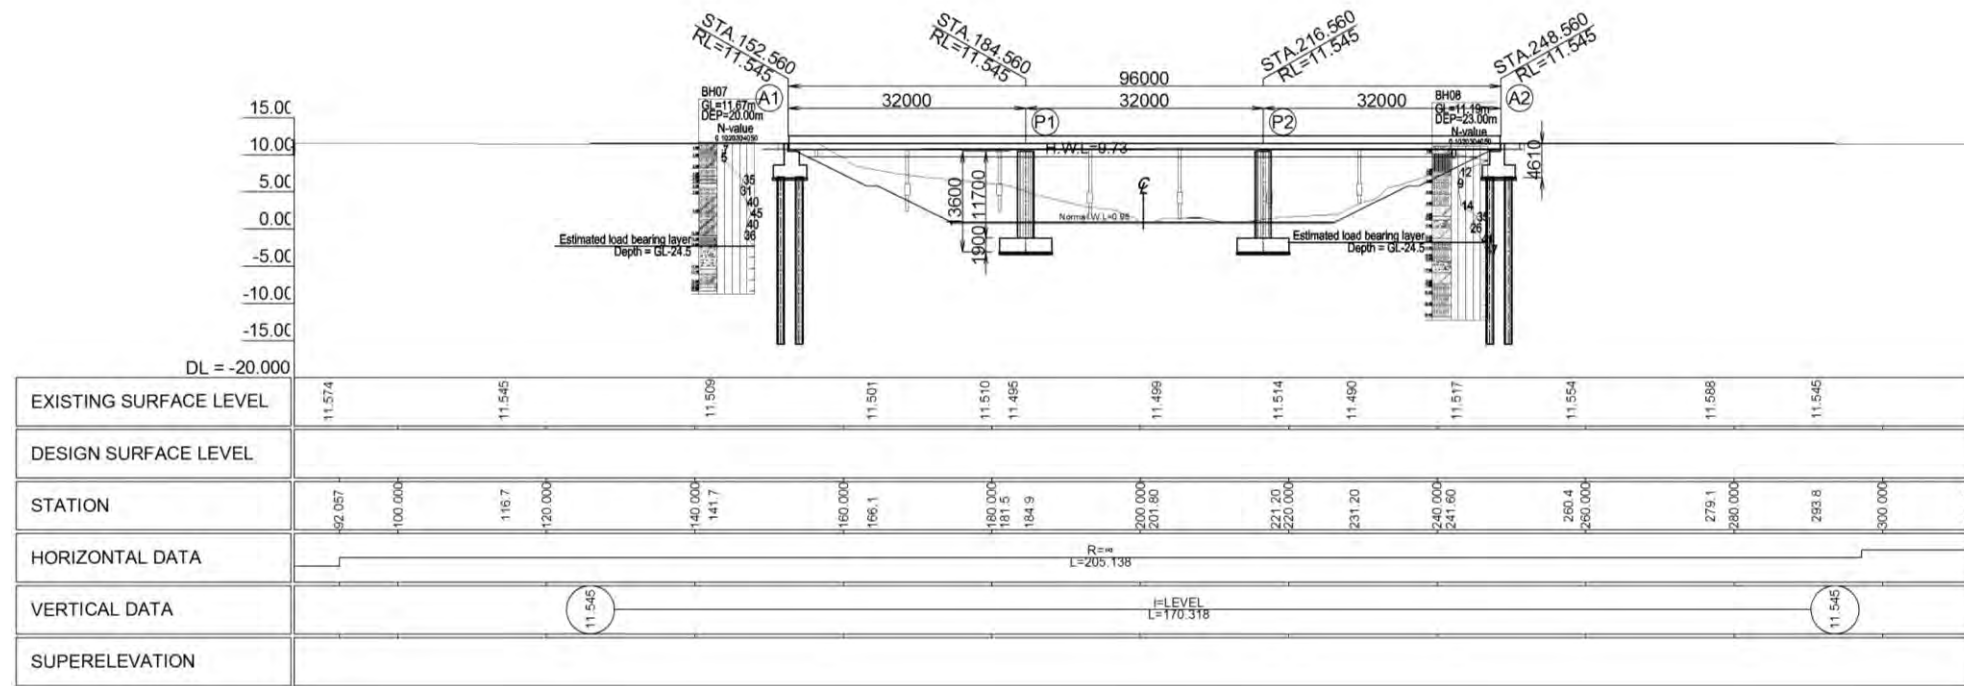 STA.152.560
RL=11.545
STA.184.560
RL=11.545
STA.216.560
RL=11.545
STA.248.560
RL=11.545
96000
32000
32000
32000
A1
P1
P2
A2
BH07
GL=11.67m
DEP=20.00m
N-value
0 1020304050
BH08
GL=11.19m
DEP=23.00m
N-value
0 1020304050
15.00
10.00
5.00
0.00
-5.00
-10.00
-15.00
DL = -20.000
H.W.L=9.73
Normal W.L=0.95
13600
11700
1900
4610
7
5
35
31
40
45
40
36
12
9
14
35
26
Estimated load bearing layer
Depth = GL-24.5
Estimated load bearing layer
Depth = GL-24.5
EXISTING SURFACE LEVEL
11.574
11.545
11.509
11.501
11.510
11.495
11.499
11.514
11.490
11.517
11.554
11.588
11.545
DESIGN SURFACE LEVEL
STATION
92.057
100.000
116.7
120.000
140.000
141.7
160.000
166.1
180.000
181.5
184.9
200.000
201.80
221.20
220.000
231.20
240.000
241.60
260.4
260.000
279.1
280.000
293.8
300.000
HORIZONTAL DATA
R=∞
L=205.138
VERTICAL DATA
11.545
i=LEVEL
L=170.318
11.545
SUPERELEVATION